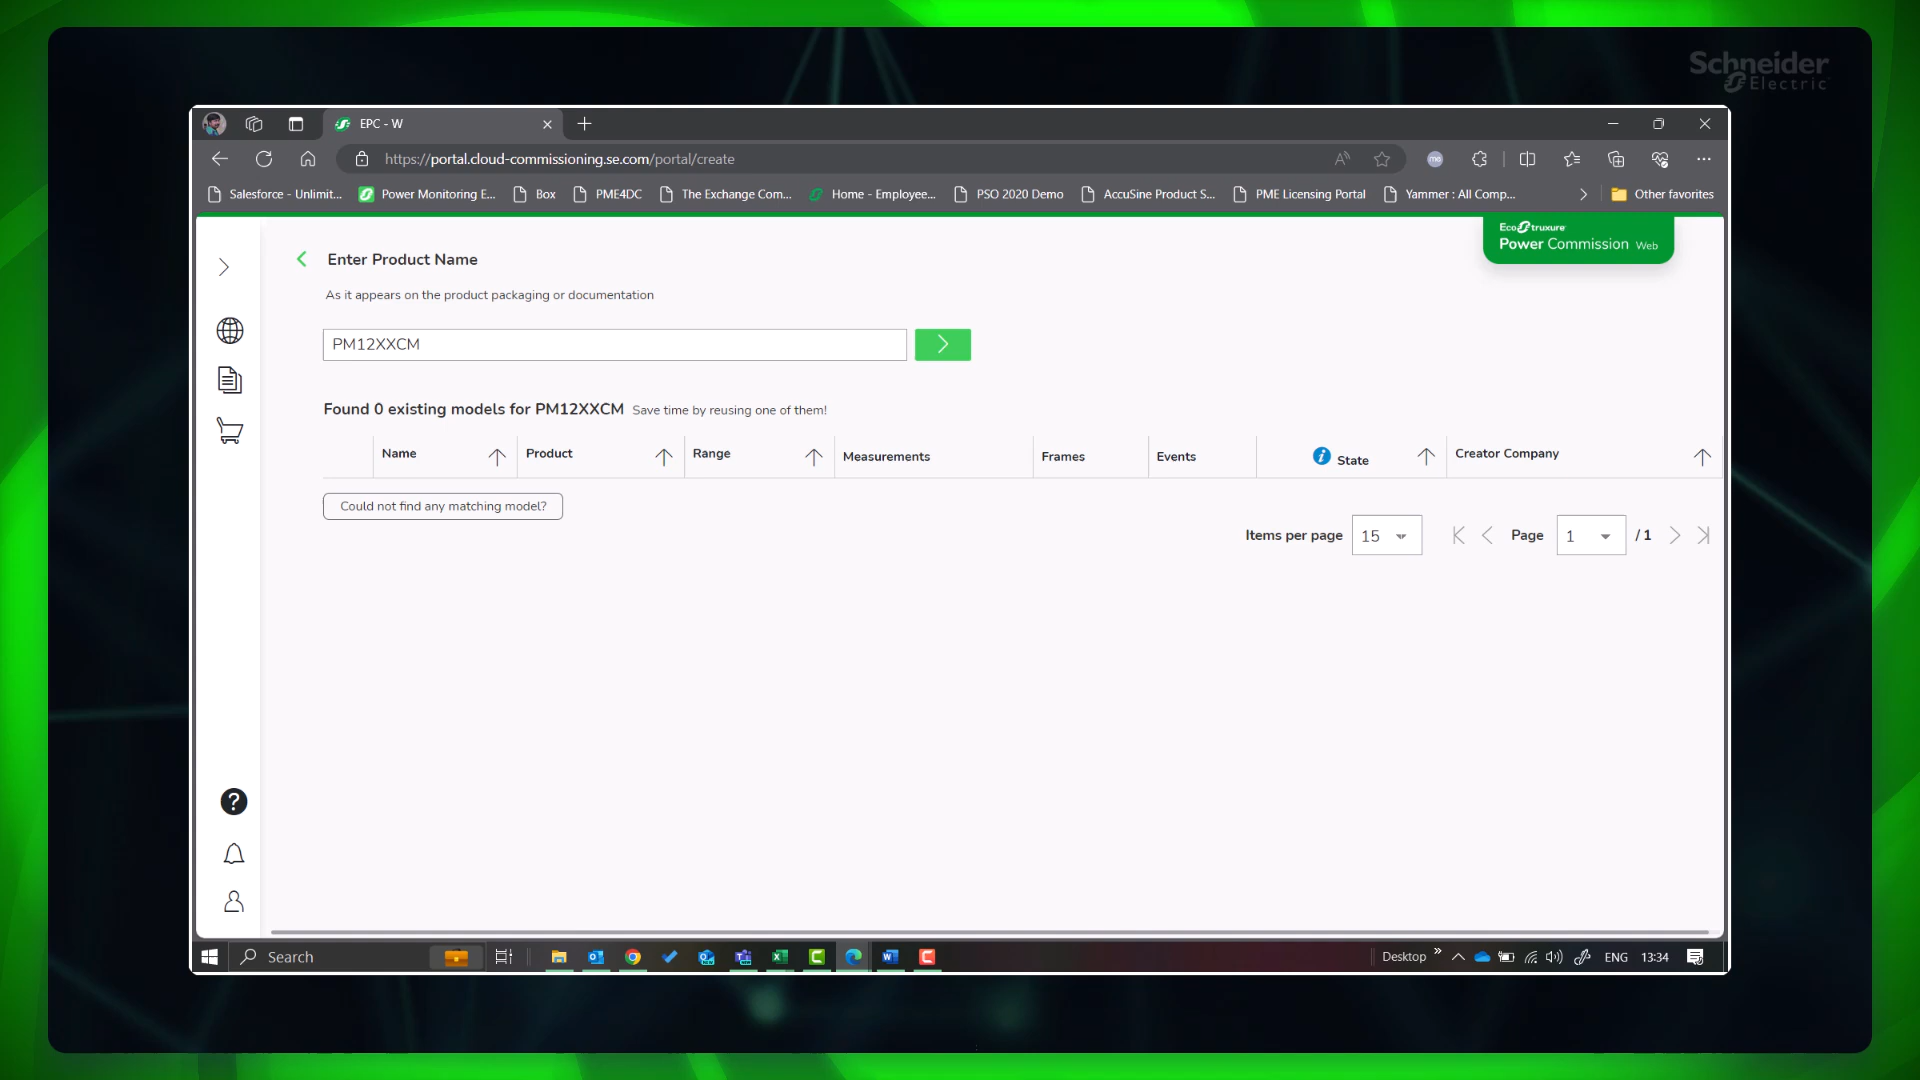 Schneider
Electric
EPC - W
https://portal.cloud-commissioning.se.com/portal/create
Salesforce - Unlimit... Power Monitoring E... Box PME4DC The Exchange Com... Home - Employee... PSO 2020 Demo AccuSine Product S... PME Licensing Portal Yammer : All Comp... Other favorites
EcoStruxure
Power Commission Web
Enter Product Name
As it appears on the product packaging or documentation
PM12XXCM
Found 0 existing models for PM12XXCM Save time by reusing one of them!
Name Product Range Measurements Frames Events State Creator Company
Could not find any matching model?
Items per page 15 Page 1 / 1
Search Desktop ENG 13:34